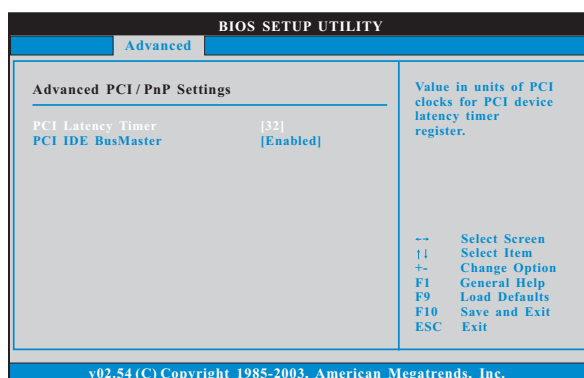 BIOS SETUP UTILITY
Advanced
Advanced PCI / PnP Settings
PCI Latency Timer [32]
PCI IDE BusMaster [Enabled]
Value in units of PCI
clocks for PCI device
latency timer
register.
←→ Select Screen
↑↓ Select Item
+- Change Option
F1 General Help
F9 Load Defaults
F10 Save and Exit
ESC Exit
v02.54 (C) Copyright 1985-2003, American Megatrends, Inc.